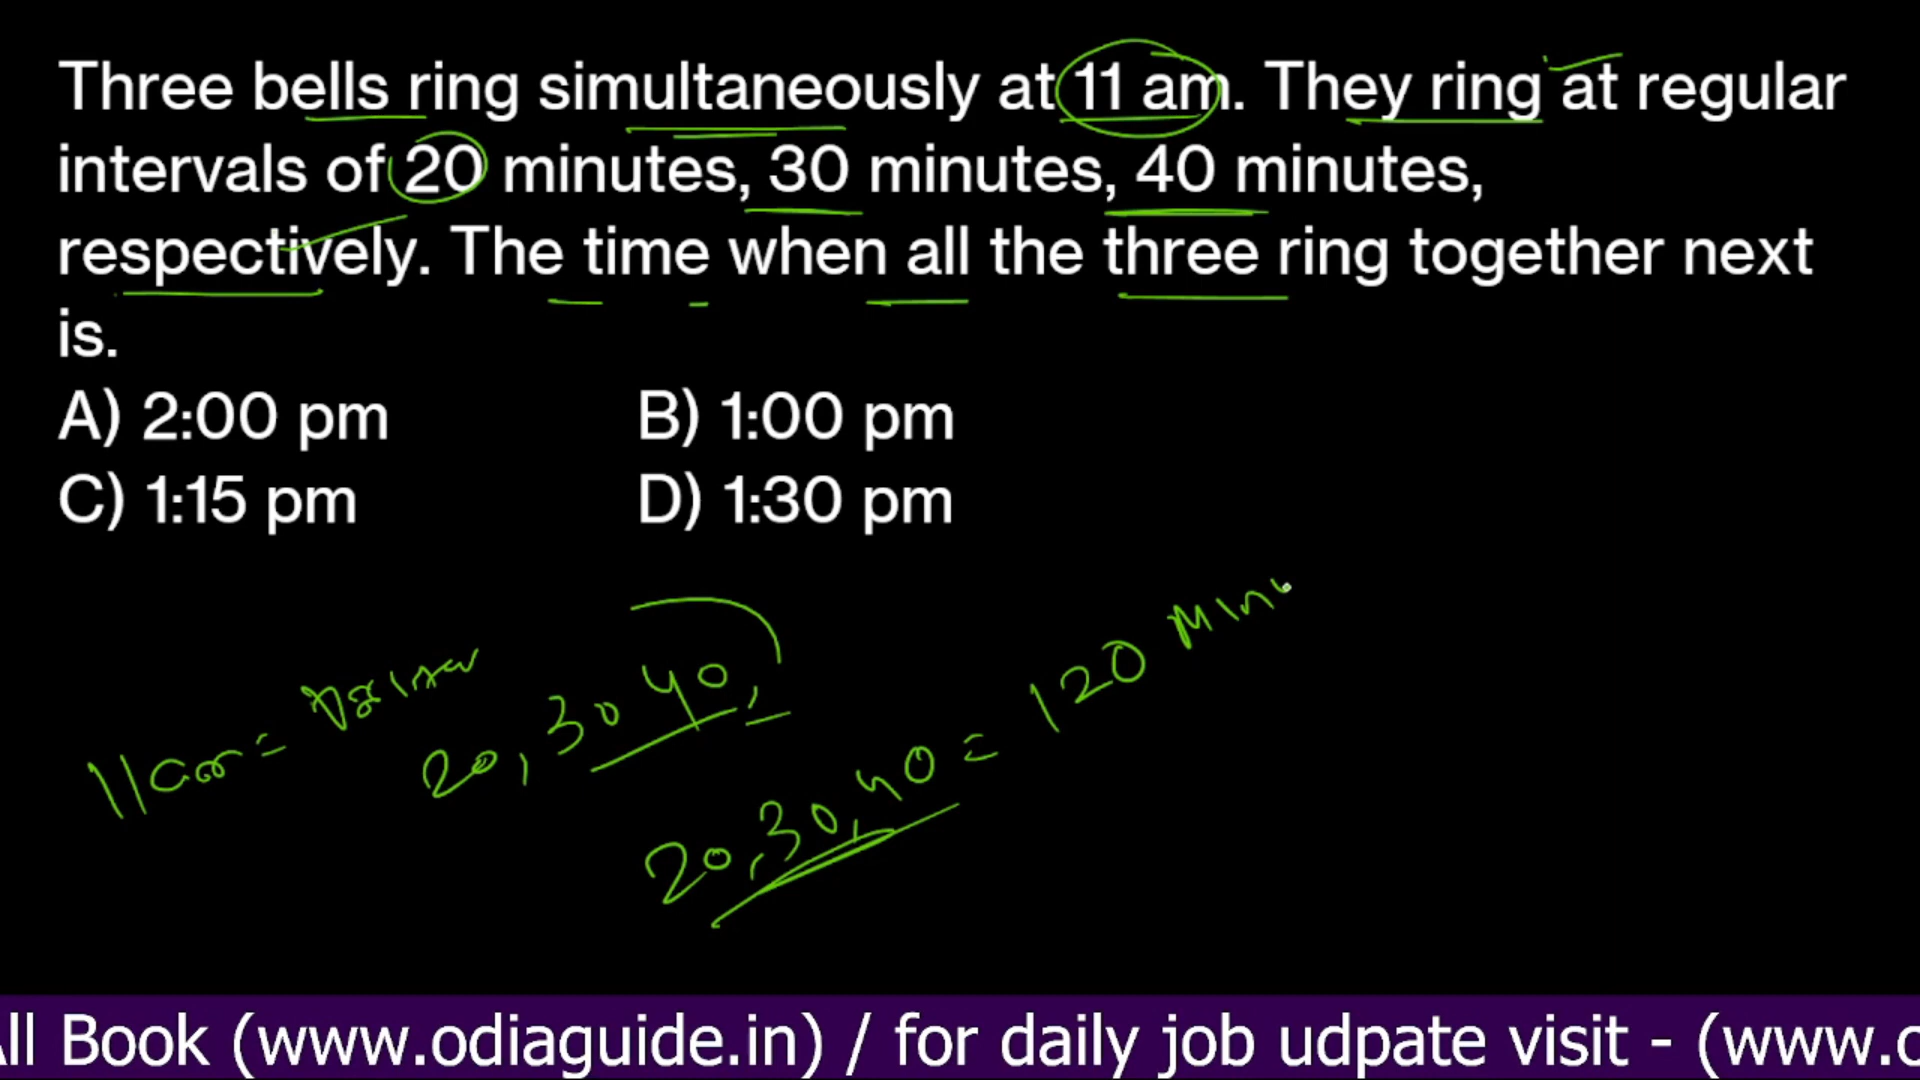 Three bells ring simultaneously at 11 am. They ring at regular
intervals of 20 minutes, 30 minutes, 40 minutes,
respectively. The time when all the three ring together next
is.
A) 2:00 pm B) 1:00 pm
C) 1:15 pm D) 1:30 pm
20, 30 40,
20, 30, 40 = 120 Min
ll Book (www.odiaguide.in) / for daily job udpate visit - (www.o